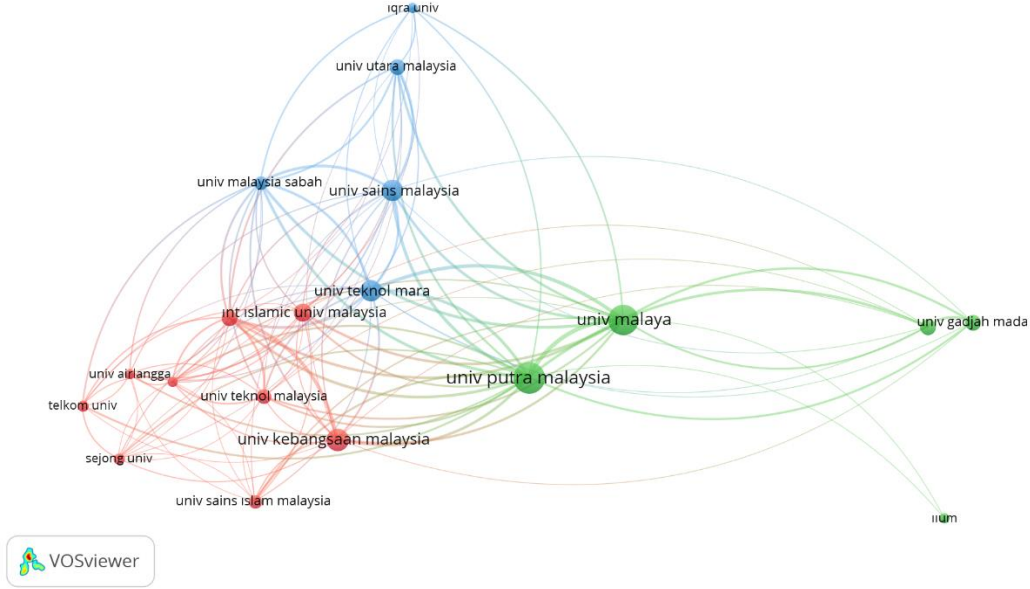 iqra univ
univ utara malaysia
univ malaysia sabah
univ sains malaysia
univ teknol mara
int islamic univ malaysia
univ malaya
univ gadjah mada
univ airlangga
univ putra malaysia
univ teknol malaysia
telkom univ
univ kebangsaan malaysia
sejong univ
univ sains islam malaysia
iium
VOSviewer